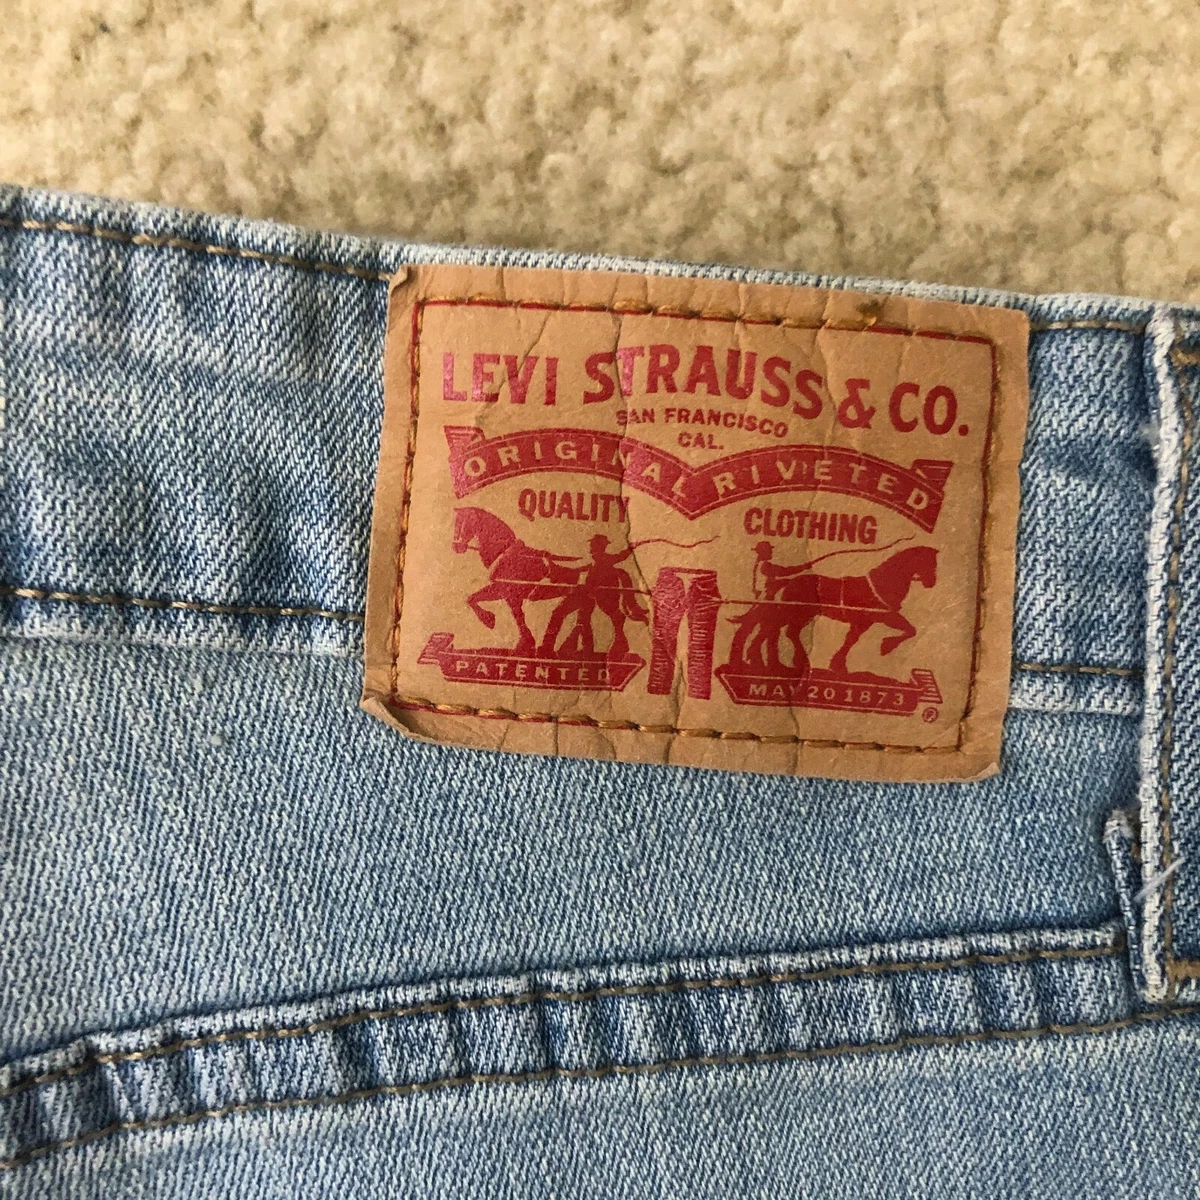 LEVI STRAUSS & CO.
SAN FRANCISCO
CAL.
ORIGINAL RIVETED
QUALITY CLOTHING
PATENTED MAY 20 1873 ®